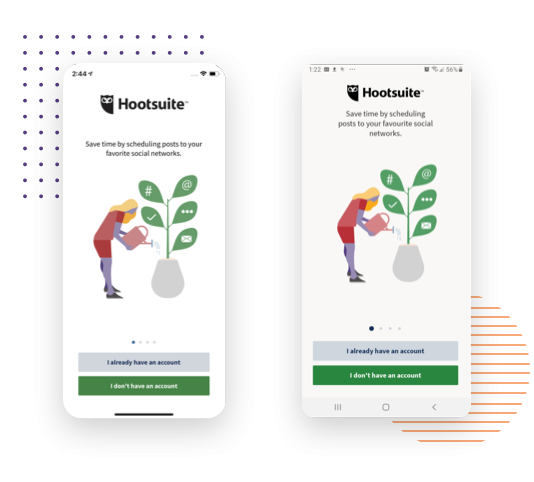 2:44
Hootsuite™
Save time by scheduling posts to your
favorite social networks.
#
@
I already have an account
I don't have an account
1:22
56%
Hootsuite™
Save time by scheduling
posts to your favourite social
networks.
#
@
I already have an account
I don't have an account